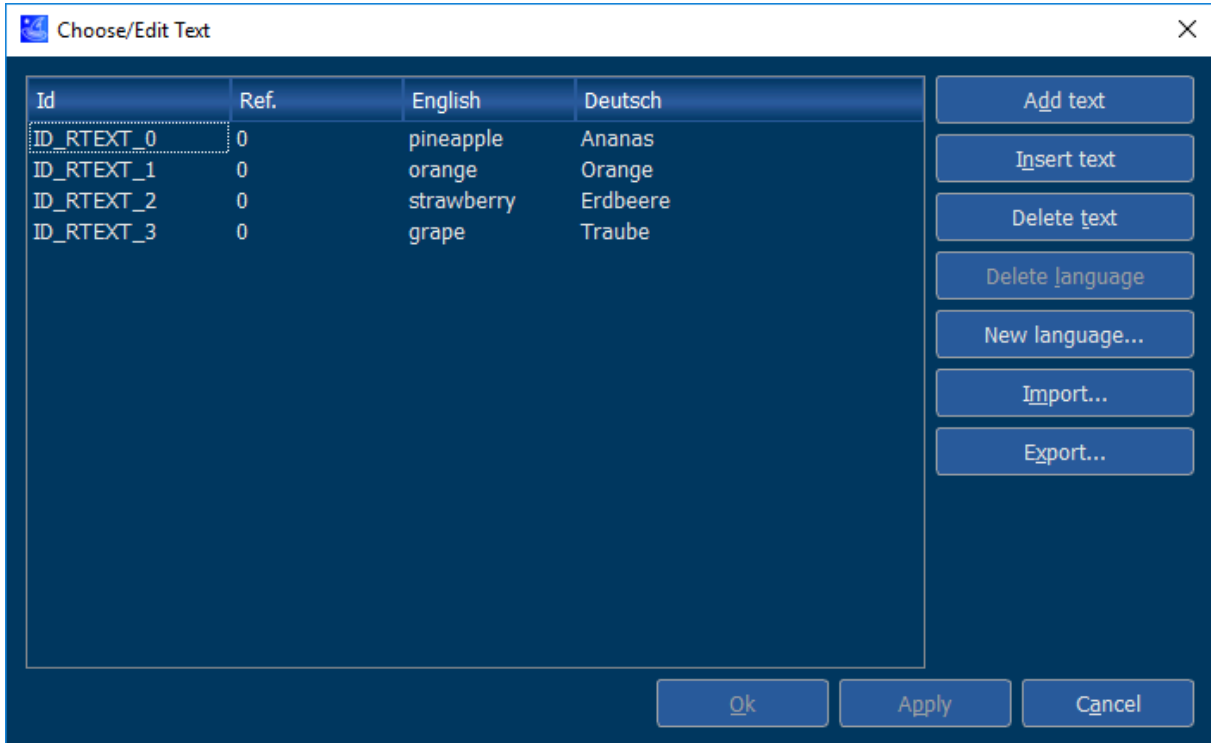 Choose/Edit Text
Id Ref. English Deutsch
ID_RTEXT_0 0 pineapple Ananas
ID_RTEXT_1 0 orange Orange
ID_RTEXT_2 0 strawberry Erdbeere
ID_RTEXT_3 0 grape Traube
Add text
Insert text
Delete text
Delete language
New language...
Import...
Export...
Ok Apply Cancel